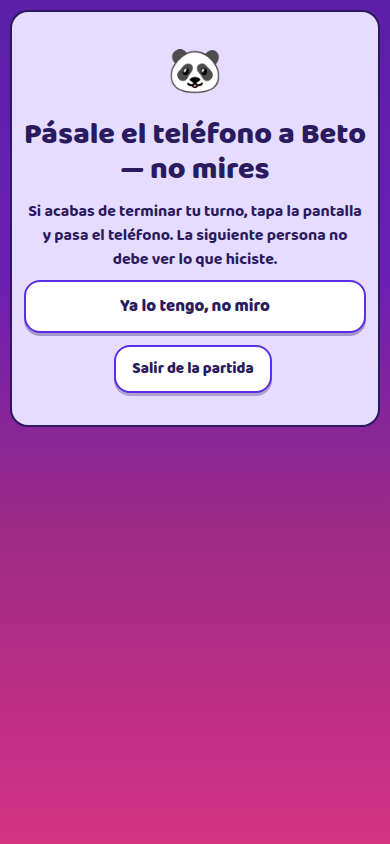 Pásale el teléfono a Beto
— no mires
Si acabas de terminar tu turno, tapa la pantalla
y pasa el teléfono. La siguiente persona no
debe ver lo que hiciste.
Ya lo tengo, no miro
Salir de la partida